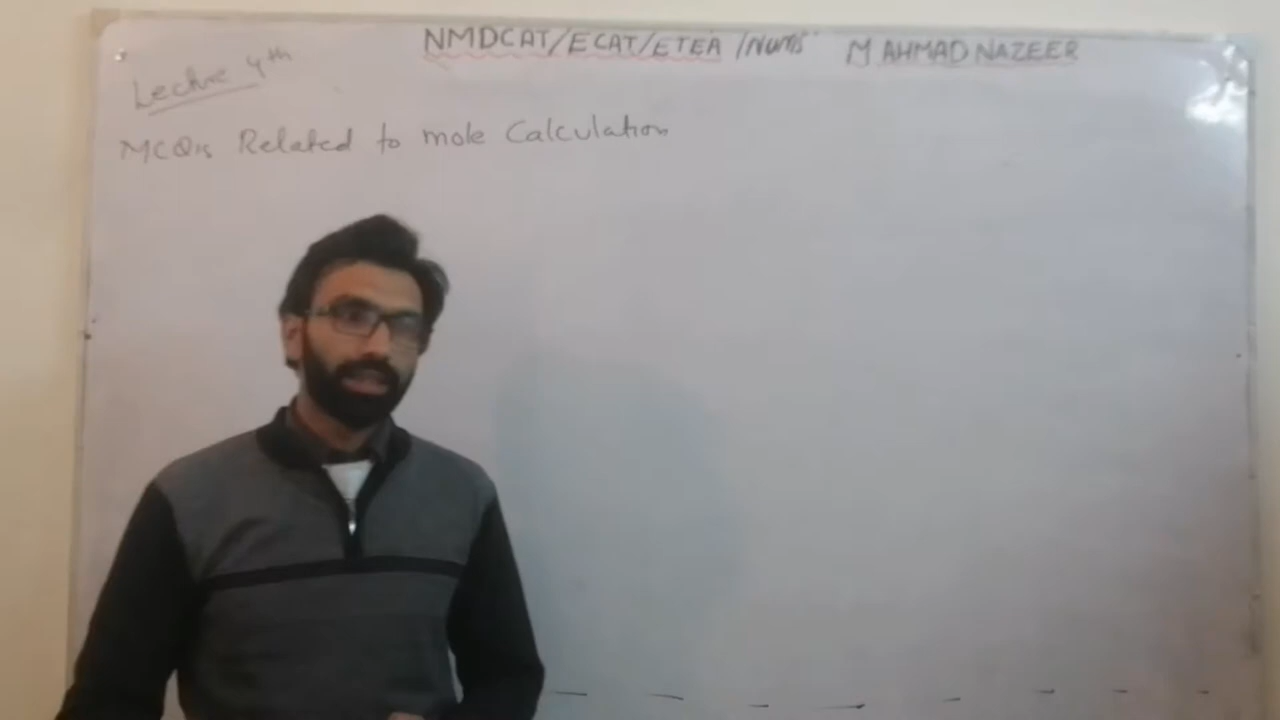 NMDCAT/ECAT/ETEA/NUMS M AHMAD NAZEER
Lecture 4th
MCQs Related to mole Calculation